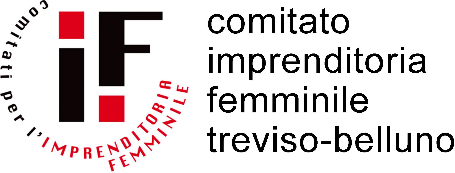 comitati per l'IMPRENDITORIA
FEMMINILE
iF
comitato
imprenditoria
femminile
treviso-belluno